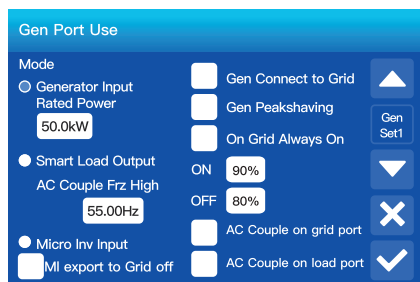 Gen Port Use
Mode
Generator Input
Rated Power
50.0kW
Smart Load Output
AC Couple Frz High
55.00Hz
Micro Inv Input
MI export to Grid off
Gen Connect to Grid
Gen Peakshaving
On Grid Always On
ON 90%
OFF 80%
AC Couple on grid port
AC Couple on load port
Gen
Set1